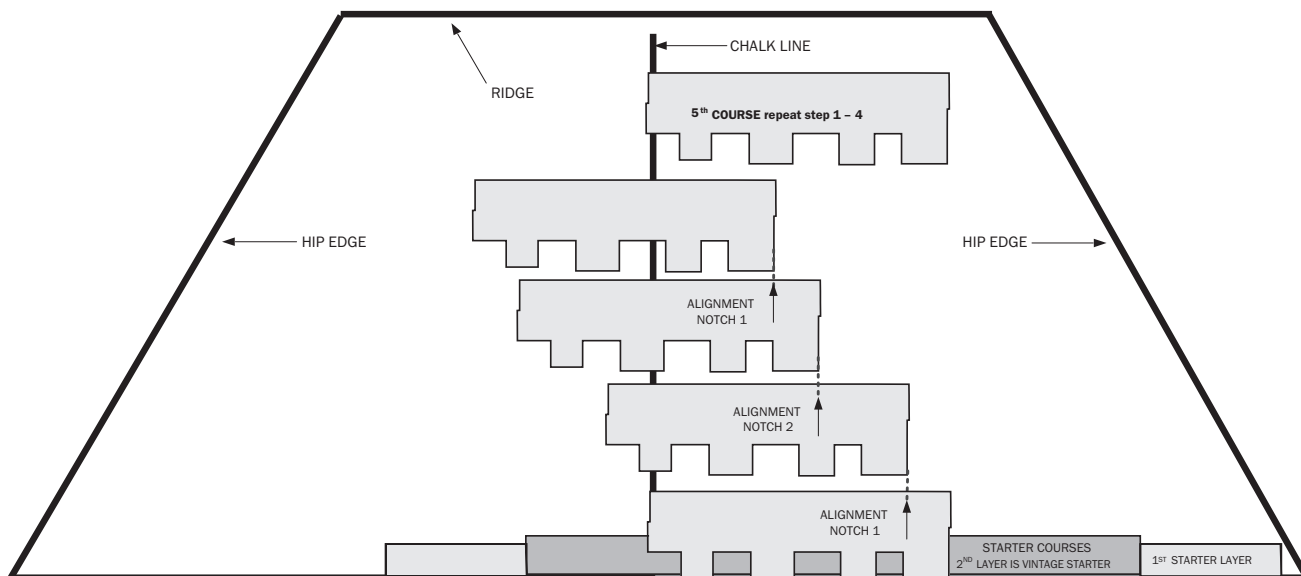 CHALK LINE
RIDGE
5th COURSE repeat step 1 – 4
HIP EDGE
HIP EDGE
ALIGNMENT
NOTCH 1
ALIGNMENT
NOTCH 2
ALIGNMENT
NOTCH 1
STARTER COURSES
2ND LAYER IS VINTAGE STARTER
1ST STARTER LAYER